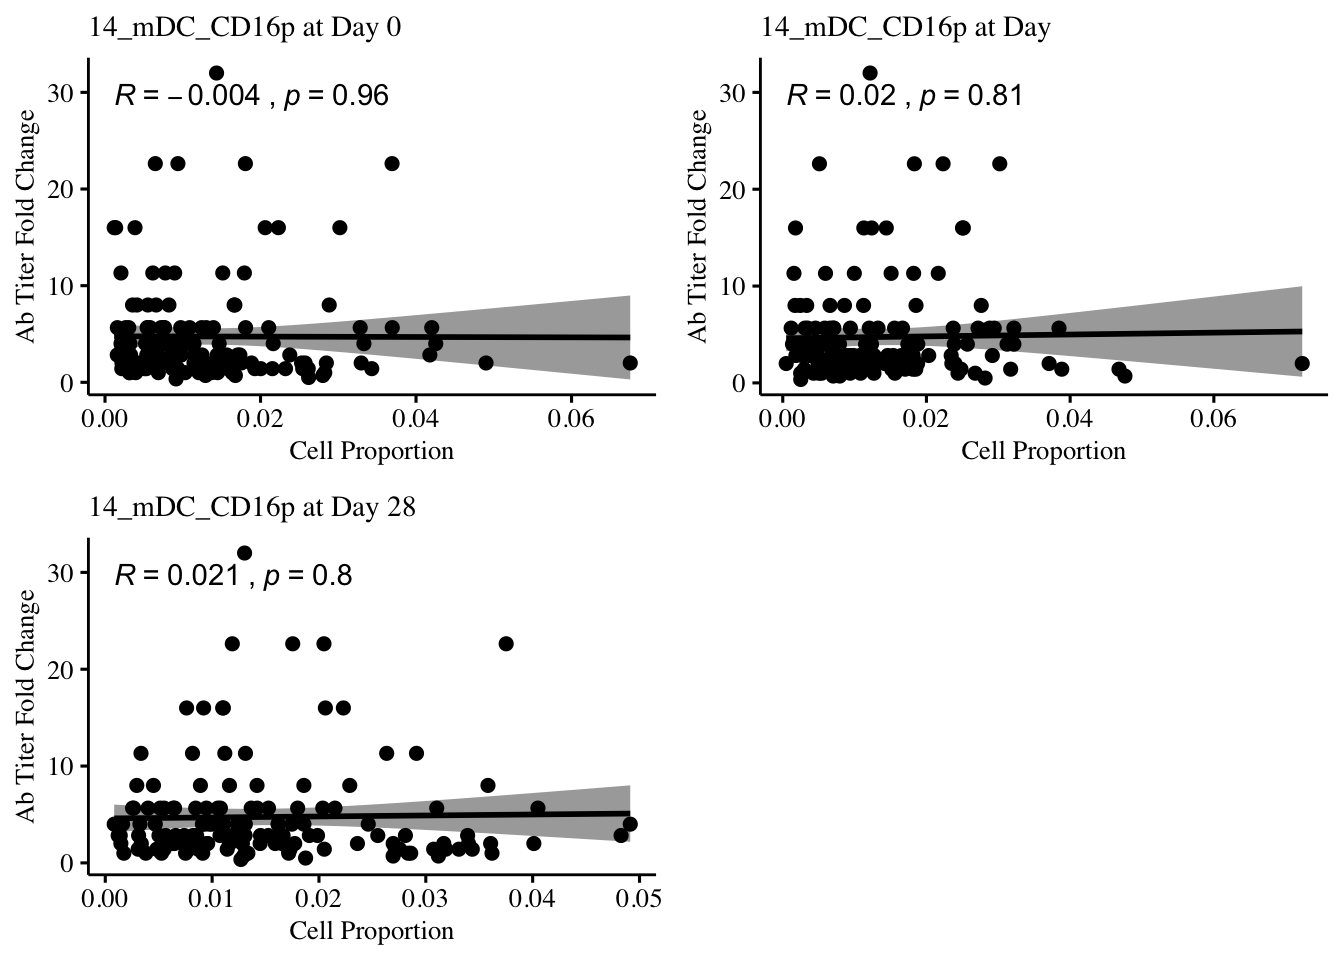 14_mDC_CD16p at Day 0
R = −0.004 , p = 0.96
Ab Titer Fold Change
30
20
10
0
0.00 0.02 0.04 0.06
Cell Proportion
14_mDC_CD16p at Day
R = 0.02 , p = 0.81
Ab Titer Fold Change
30
20
10
0
0.00 0.02 0.04 0.06
Cell Proportion
14_mDC_CD16p at Day 28
R = 0.021 , p = 0.8
Ab Titer Fold Change
30
20
10
0
0.00 0.01 0.02 0.03 0.04 0.05
Cell Proportion